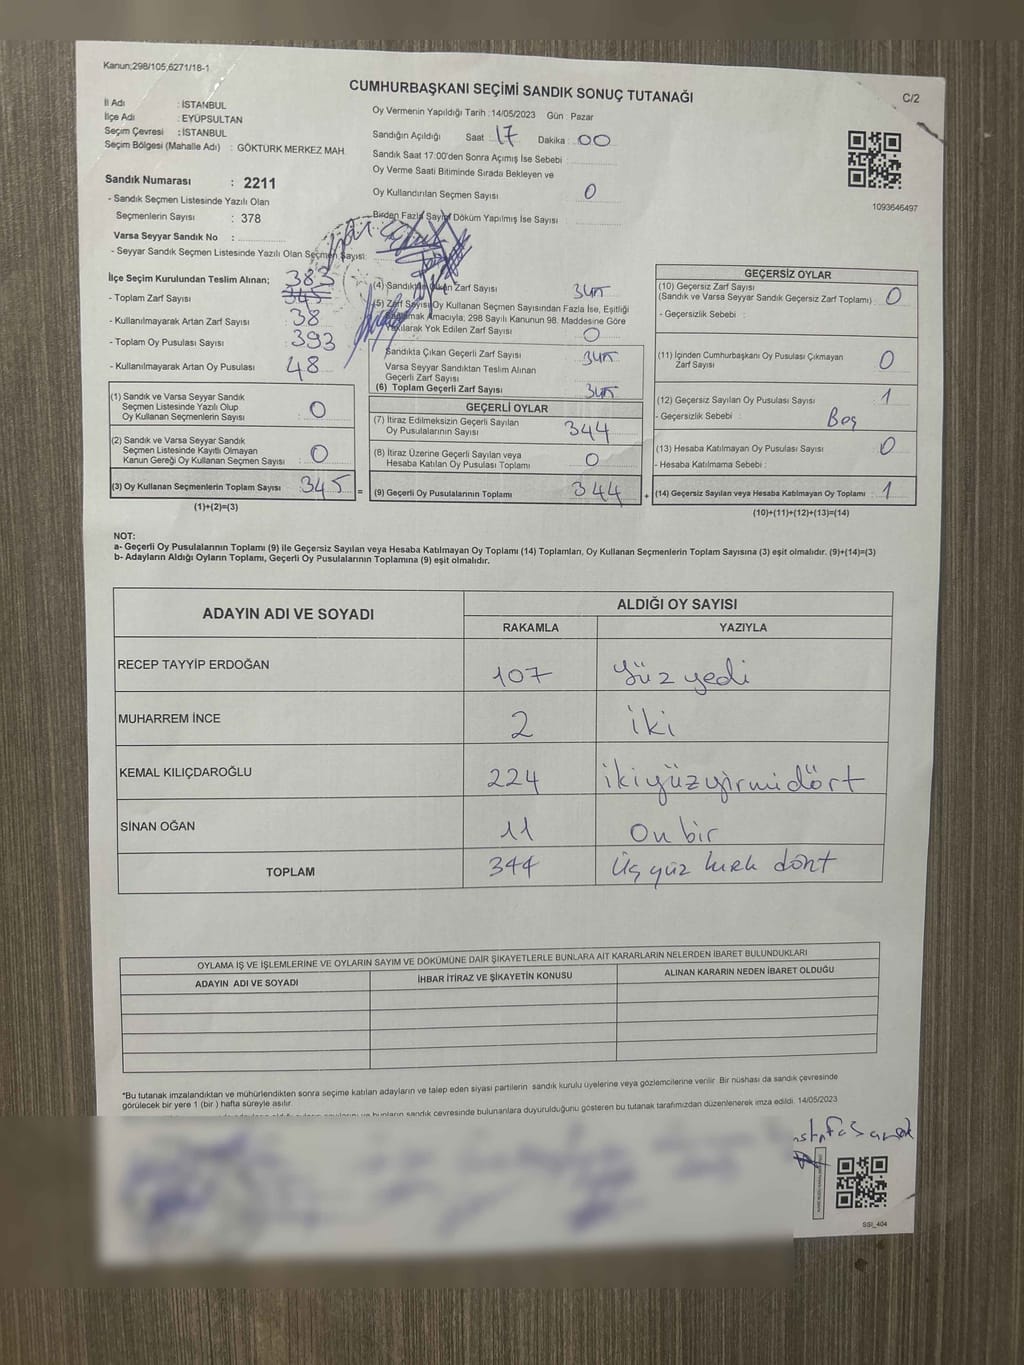 Kanun;298/105,6271/18-1
CUMHURBAŞKANI SEÇİMİ SANDIK SONUÇ TUTANAĞI
C/2
İl Adı : İSTANBUL
İlçe Adı : EYÜPSULTAN
Seçim Çevresi : İSTANBUL
Seçim Bölgesi (Mahalle Adı) : GÖKTÜRK MERKEZ MAH.
Sandık Numarası : 2211
- Sandık Seçmen Listesinde Yazılı Olan
Seçmenlerin Sayısı : 378
Varsa Seyyar Sandık No :
- Seyyar Sandık Seçmen Listesinde Yazılı Olan Seçmen Sayısı:
Oy Vermenin Yapıldığı Tarih : 14/05/2023 Gün : Pazar
Sandığın Açıldığı Saat 17 Dakika : 00
Sandık Saat 17:00'den Sonra Açımış İse Sebebi :
Oy Verme Saati Bitiminde Sırada Bekleyen ve
Oy Kullandırılan Seçmen Sayısı 0
Birden Fazla Sayım Döküm Yapılmış İse Sayısı :
1093646497
İlçe Seçim Kurulundan Teslim Alınan; 383
- Toplam Zarf Sayısı 345
- Kullanılmayarak Artan Zarf Sayısı : 38
- Toplam Oy Pusulası Sayısı : 393
- Kullanılmayarak Artan Oy Pusulası : 48
(1) Sandık ve Varsa Seyyar Sandık
Seçmen Listesinde Yazılı Olup
Oy Kullanan Seçmenlerin Sayısı : 0
(2) Sandık ve Varsa Seyyar Sandık
Seçmen Listesinde Kayıtlı Olmayan
Kanun Gereği Oy Kullanan Seçmen Sayısı : 0
(3) Oy Kullanan Seçmenlerin Toplam Sayısı : 345
(1)+(2)=(3)
(4) Sandıktan Çıkan Zarf Sayısı : 345
(5) Zarf Sayısı Oy Kullanan Seçmen Sayısından Fazla İse, Eşitliği
Sağlamak Amacıyla; 298 Sayılı Kanunun 98. Maddesine Göre
Yakılarak Yok Edilen Zarf Sayısı : 0
Sandıkta Çıkan Geçerli Zarf Sayısı : 345
Varsa Seyyar Sandıktan Teslim Alınan
Geçerli Zarf Sayısı
(6) Toplam Geçerli Zarf Sayısı : 345
GEÇERLİ OYLAR
(7) İtiraz Edilmeksizin Geçerli Sayılan
Oy Pusulalarının Sayısı : 344
(8) İtiraz Üzerine Geçerli Sayılan veya
Hesaba Katılan Oy Pusulası Toplamı : 0
= (9) Geçerli Oy Pusulalarının Toplamı : 344
GEÇERSİZ OYLAR
(10) Geçersiz Zarf Sayısı
(Sandık ve Varsa Seyyar Sandık Geçersiz Zarf Toplamı) : 0
- Geçersizlik Sebebi :
(11) İçinden Cumhurbaşkanı Oy Pusulası Çıkmayan
Zarf Sayısı : 0
(12) Geçersiz Sayılan Oy Pusulası Sayısı : 1
- Geçersizlik Sebebi : Boş
(13) Hesaba Katılmayan Oy Pusulası Sayısı : 0
- Hesaba Katılmama Sebebi :
+ (14) Geçersiz Sayılan veya Hesaba Katılmayan Oy Toplamı : 1
(10)+(11)+(12)+(13)=(14)
NOT:
a- Geçerli Oy Pusulalarının Toplamı (9) ile Geçersiz Sayılan veya Hesaba Katılmayan Oy Toplamı (14) Toplamları, Oy Kullanan Seçmenlerin Toplam Sayısına (3) eşit olmalıdır. (9)+(14)=(3)
b- Adayların Aldığı Oyların Toplamı, Geçerli Oy Pusulalarının Toplamına (9) eşit olmalıdır.
ADAYIN ADI VE SOYADI ALDIĞI OY SAYISI
RAKAMLA YAZIYLA
RECEP TAYYİP ERDOĞAN 107 Yüz yedi
MUHARREM İNCE 2 iki
KEMAL KILIÇDAROĞLU 224 ikiyüzyirmidört
SİNAN OĞAN 11 On bir
TOPLAM 344 Üç yüz kırk dört
OYLAMA İŞ VE İŞLEMLERİNE VE OYLARIN SAYIM VE DÖKÜMÜNE DAİR ŞİKAYETLERLE BUNLARA AİT KARARLARIN NELERDEN İBARET BULUNDUKLARI
ADAYIN ADI VE SOYADI İHBAR İTİRAZ VE ŞİKAYETİN KONUSU ALINAN KARARIN NEDEN İBARET OLDUĞU
*Bu tutanak imzalandıktan ve mühürlendikten sonra seçime katılan adayların ve talep eden siyasi partilerin sandık kurulu üyelerine veya gözlemcilerine verilir. Bir nüshası da sandık çevresinde
görülecek bir yere 1 (bir ) hafta süreyle asılır.
bunların sandık çevresinde bulunanlara duyurulduğunu gösteren bu tutanak tarafımızdan düzenlenerek imza edildi. 14/05/2023
SSI_404